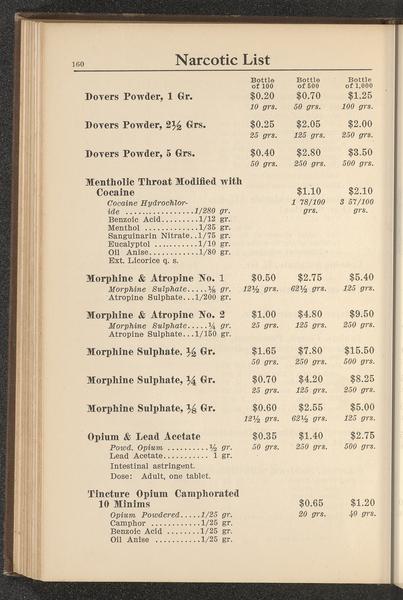 160 Narcotic List
Bottle of 100 Bottle of 500 Bottle of 1,000
Dovers Powder, 1 Gr. $0.20 $0.70 $1.25
10 grs. 50 grs. 100 grs.
Dovers Powder, 2½ Grs. $0.25 $2.05 $2.00
25 grs. 125 grs. 250 grs.
Dovers Powder, 5 Grs. $0.40 $2.80 $3.50
50 grs. 250 grs. 500 grs.
Mentholic Throat Modified with
Cocaine $1.10 $2.10
Cocaine Hydrochlor- 1 78/100 3 57/100
ide .................1/280 gr. grs. grs.
Benzoic Acid.........1/12 gr.
Menthol .............1/35 gr.
Sanguinarin Nitrate..1/75 gr.
Eucalyptol ...........1/10 gr.
Oil Anise............1/80 gr.
Ext. Licorice q. s.
Morphine & Atropine No. 1 $0.50 $2.75 $5.40
Morphine Sulphate.....⅛ gr. 12½ grs. 62½ grs. 125 grs.
Atropine Sulphate...1/200 gr.
Morphine & Atropine No. 2 $1.00 $4.80 $9.50
Morphine Sulphate.....¼ gr. 25 grs. 125 grs. 250 grs.
Atropine Sulphate...1/150 gr.
Morphine Sulphate, ½ Gr. $1.65 $7.80 $15.50
50 grs. 250 grs. 500 grs.
Morphine Sulphate, ¼ Gr. $0.70 $4.20 $8.25
25 grs. 125 grs. 250 grs.
Morphine Sulphate, ⅛ Gr. $0.60 $2.55 $5.00
12½ grs. 62½ grs. 125 grs.
Opium & Lead Acetate $0.35 $1.40 $2.75
Powd. Opium ..........½ gr. 50 grs. 250 grs. 500 grs.
Lead Acetate........... 1 gr.
Intestinal astringent.
Dose: Adult, one tablet.
Tincture Opium Camphorated
10 Minims $0.65 $1.20
Opium Powdered.....1/25 gr. 20 grs. 40 grs.
Camphor ............1/25 gr.
Benzoic Acid ........1/25 gr.
Oil Anise ...........1/25 gr.